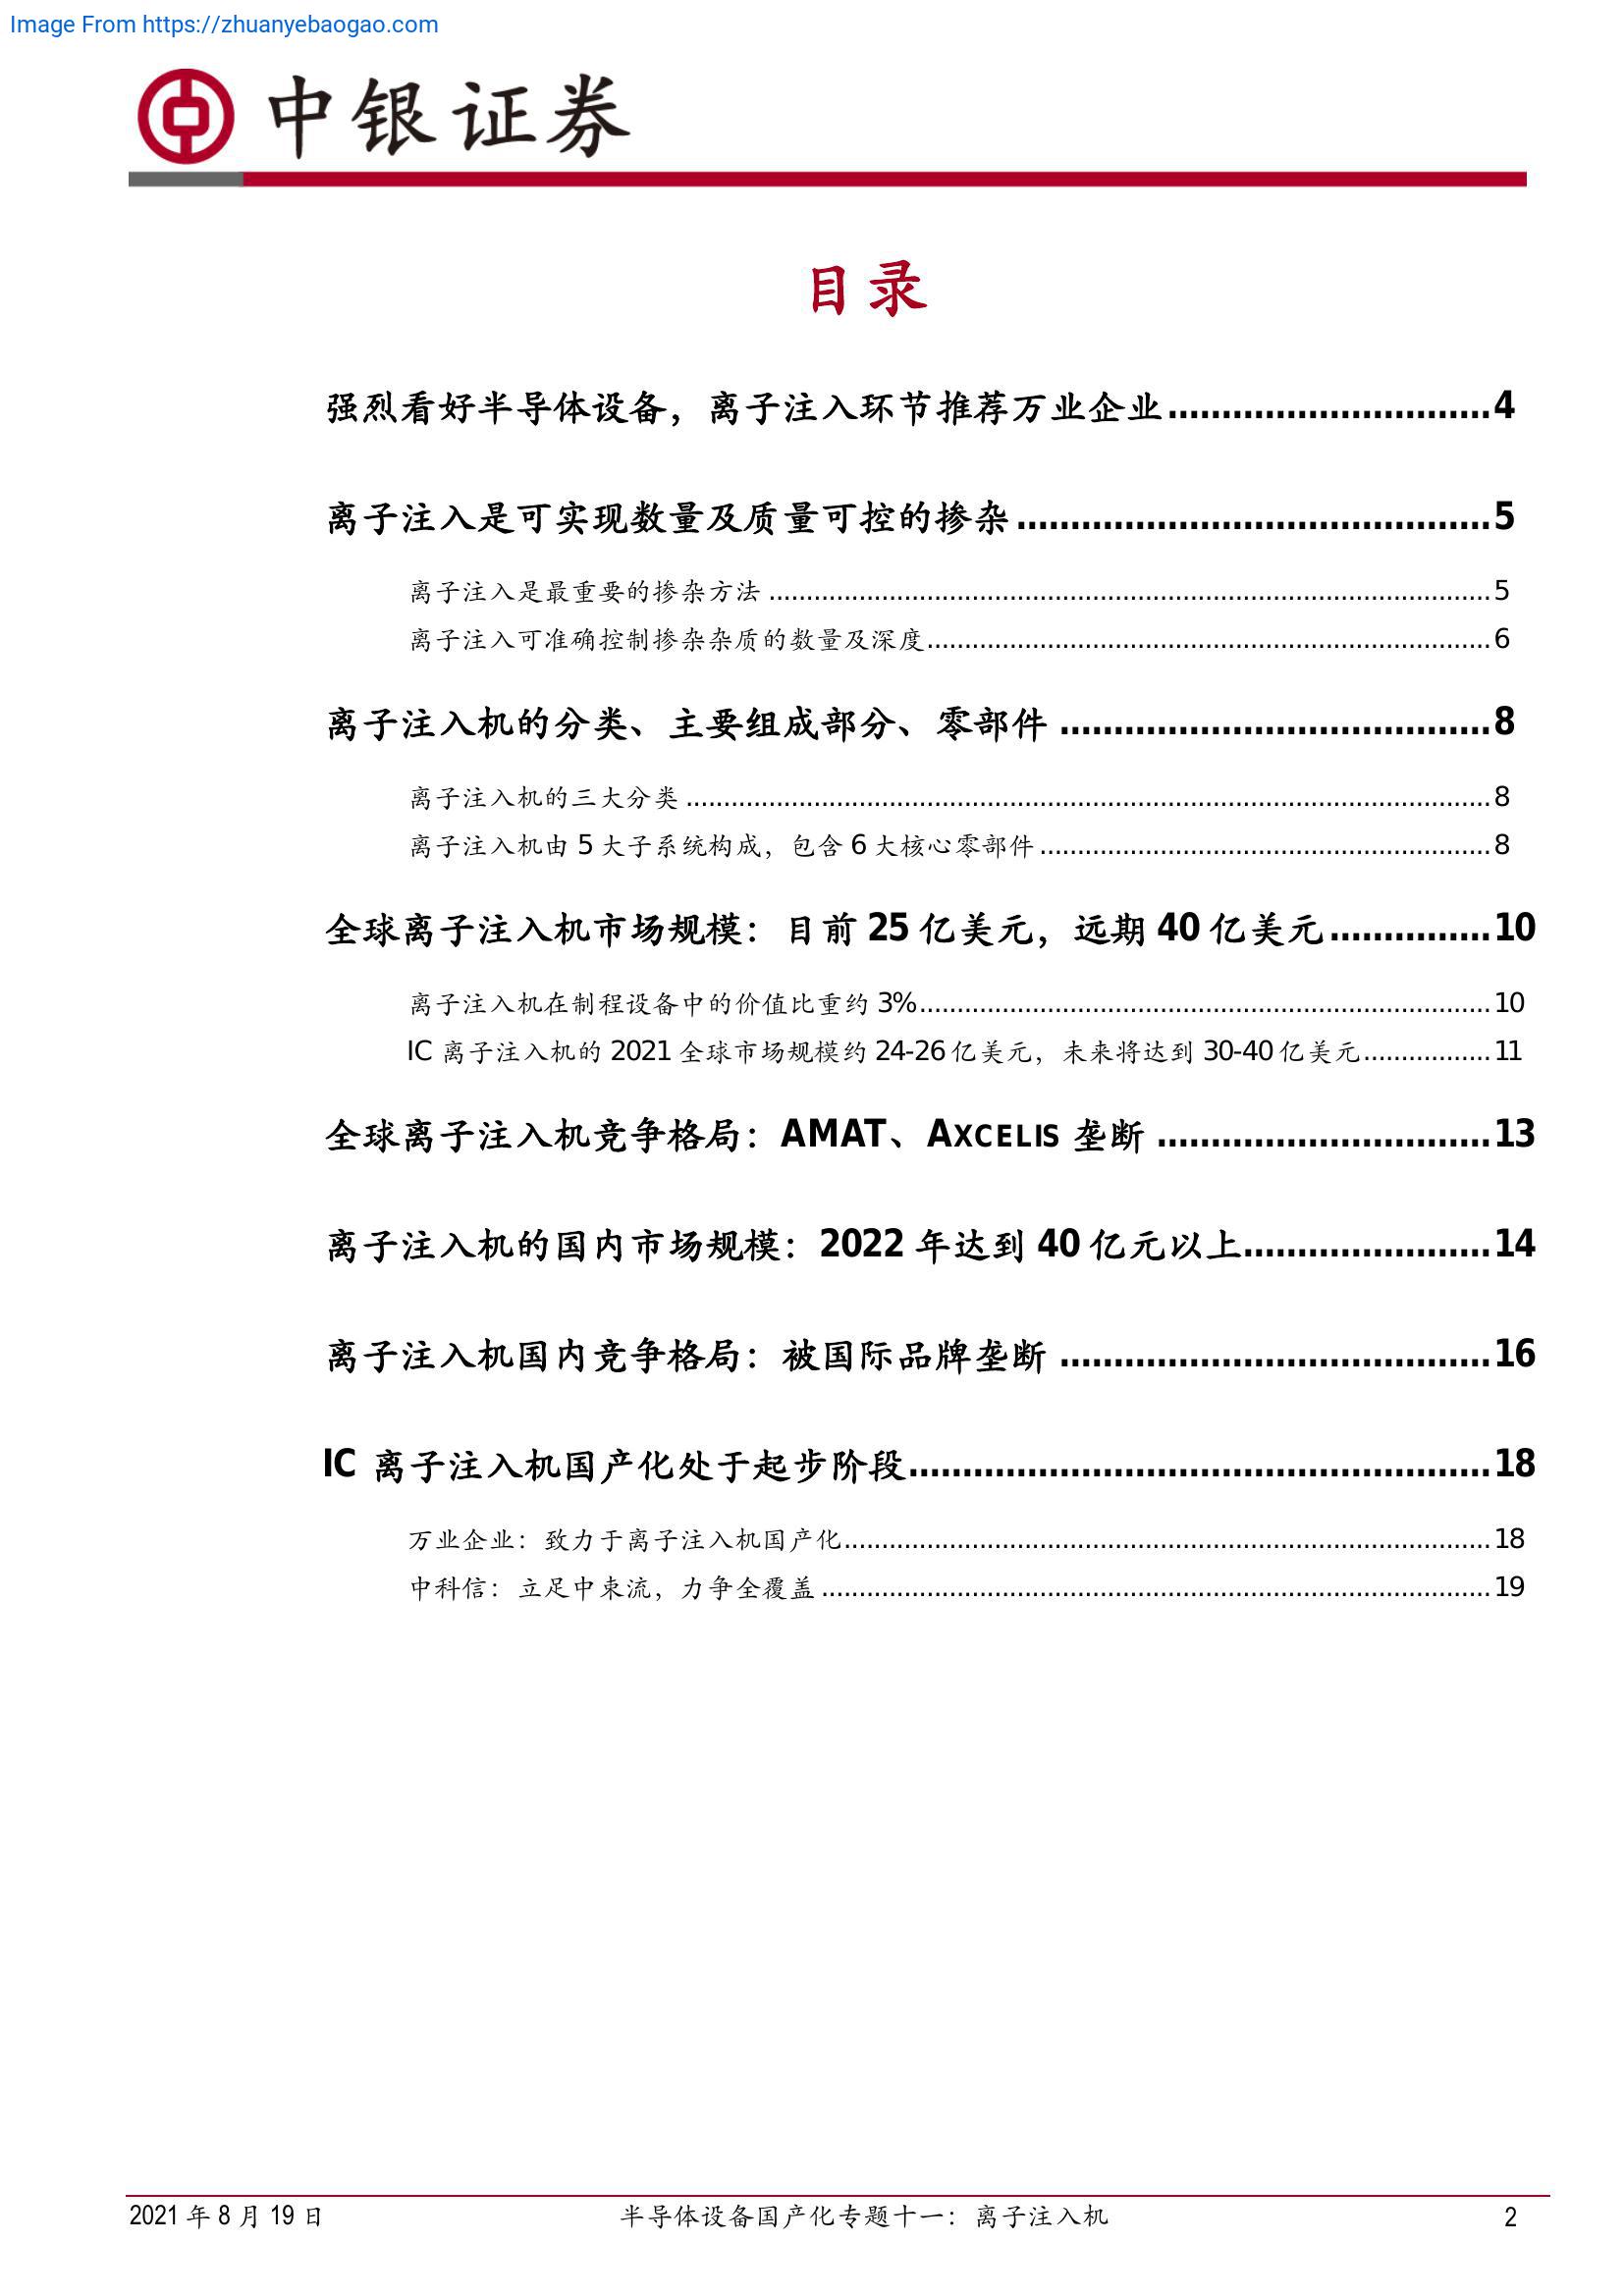 Image From https://zhuanyebaogao.com
中银证券
目录
强烈看好半导体设备，离子注入环节推荐万业企业..............................4
离子注入是可实现数量及质量可控的掺杂............................................5
离子注入是最重要的掺杂方法 ................................................................................................5
离子注入可准确控制掺杂杂质的数量及深度...........................................................................6
离子注入机的分类、主要组成部分、零部件 ........................................8
离子注入机的三大分类 ...........................................................................................................8
离子注入机由 5 大子系统构成，包含 6 大核心零部件 ............................................................8
全球离子注入机市场规模：目前 25 亿美元，远期 40 亿美元...............10
离子注入机在制程设备中的价值比重约 3%............................................................................10
IC 离子注入机的 2021 全球市场规模约 24-26 亿美元，未来将达到 30-40 亿美元.................11
全球离子注入机竞争格局：AMAT、AXCELIS 垄断 ...............................13
离子注入机的国内市场规模：2022 年达到 40 亿元以上.......................14
离子注入机国内竞争格局：被国际品牌垄断 ........................................16
IC 离子注入机国产化处于起步阶段......................................................18
万业企业：致力于离子注入机国产化......................................................................................18
中科信：立足中束流，力争全覆盖 .........................................................................................19
2021 年 8 月 19 日 半导体设备国产化专题十一：离子注入机 2